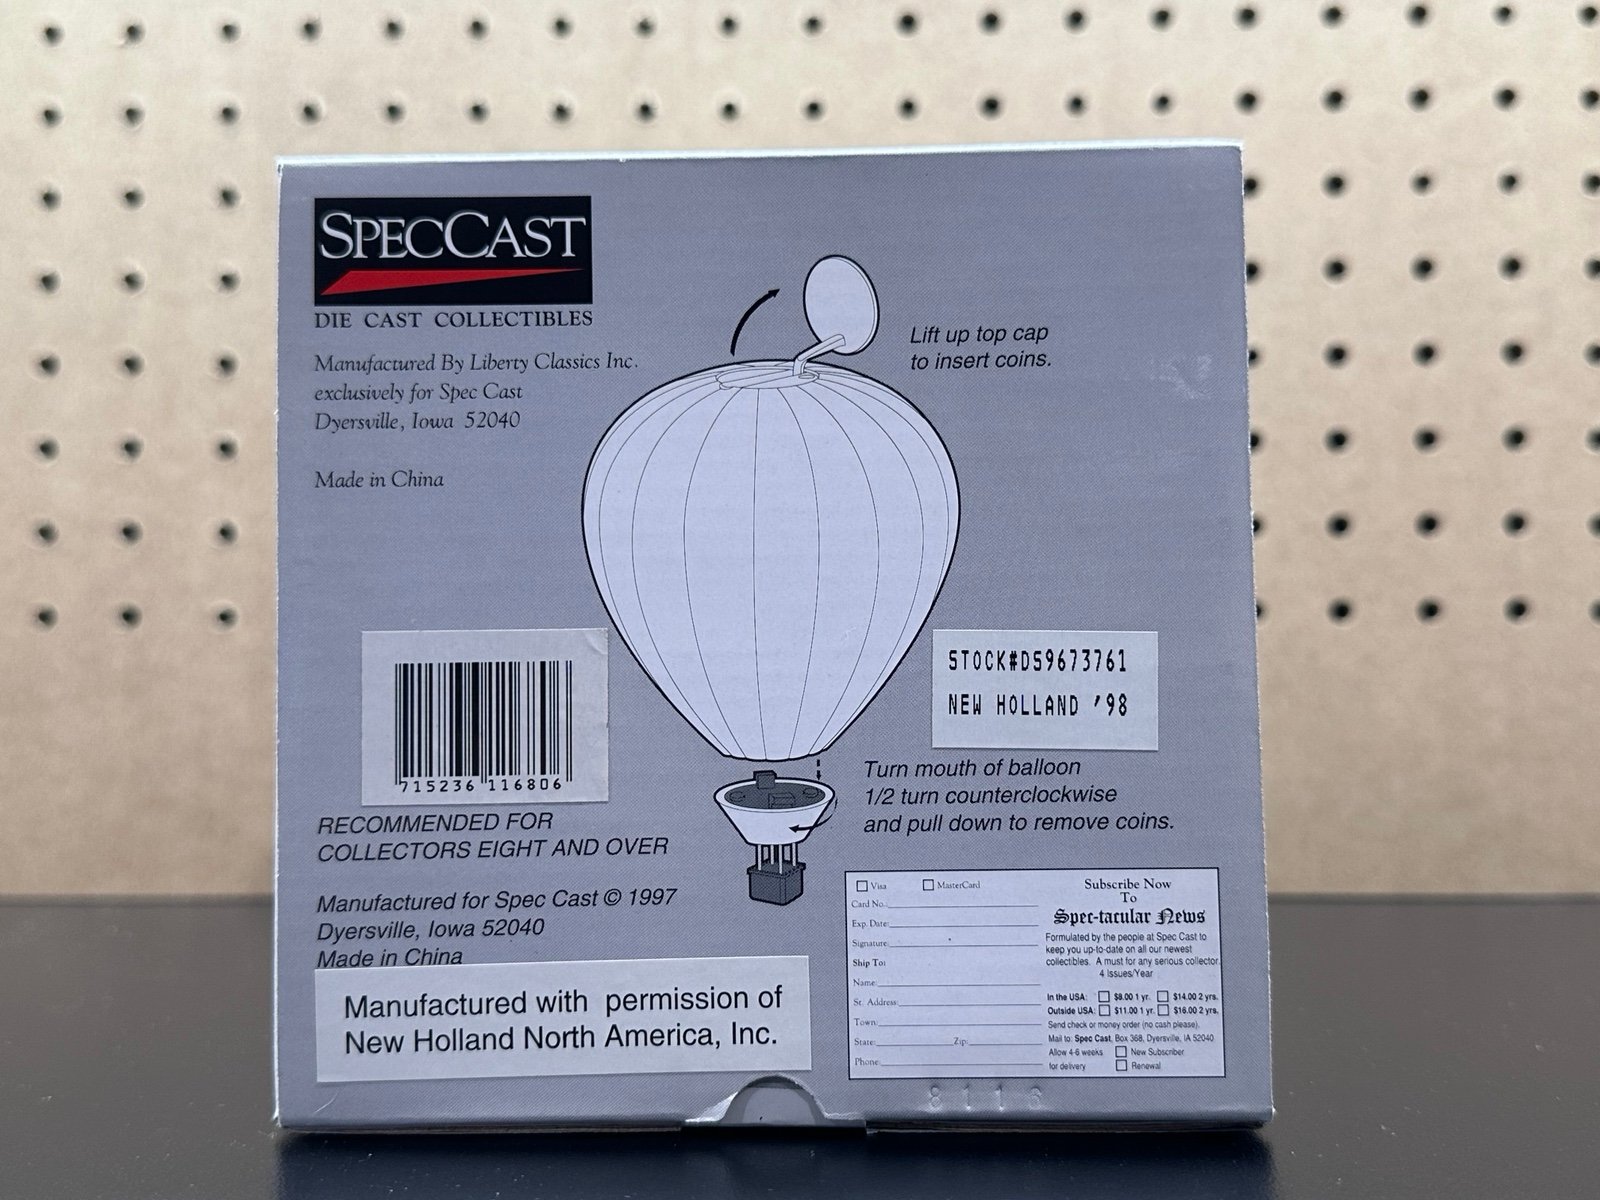 SPECCAST
DIE CAST COLLECTIBLES
Manufactured By Liberty Classics Inc.
exclusively for Spec Cast
Dyersville, Iowa 52040
Made in China
Lift up top cap
to insert coins.
STOCK#DS9673761
NEW HOLLAND '98
715236 116806
Turn mouth of balloon
1/2 turn counterclockwise
and pull down to remove coins.
RECOMMENDED FOR
COLLECTORS EIGHT AND OVER
Manufactured for Spec Cast © 1997
Dyersville, Iowa 52040
Made in China
Manufactured with permission of
New Holland North America, Inc.
Visa MasterCard
Card No.:
Exp. Date:
Signature:
Ship To:
Name:
St. Address:
Town:
State: Zip:
Phone:
Subscribe Now
To
Spec-tacular News
Formulated by the people at Spec Cast to
keep you up-to-date on all our newest
collectibles. A must for any serious collector.
4 Issues/Year
In the USA: $8.00 1 yr. $14.00 2 yrs.
Outside USA: $11.00 1 yr. $16.00 2 yrs.
Send check or money order (no cash please).
Mail to: Spec Cast, Box 368, Dyersville, IA 52040
Allow 4-6 weeks New Subscriber
for delivery Renewal